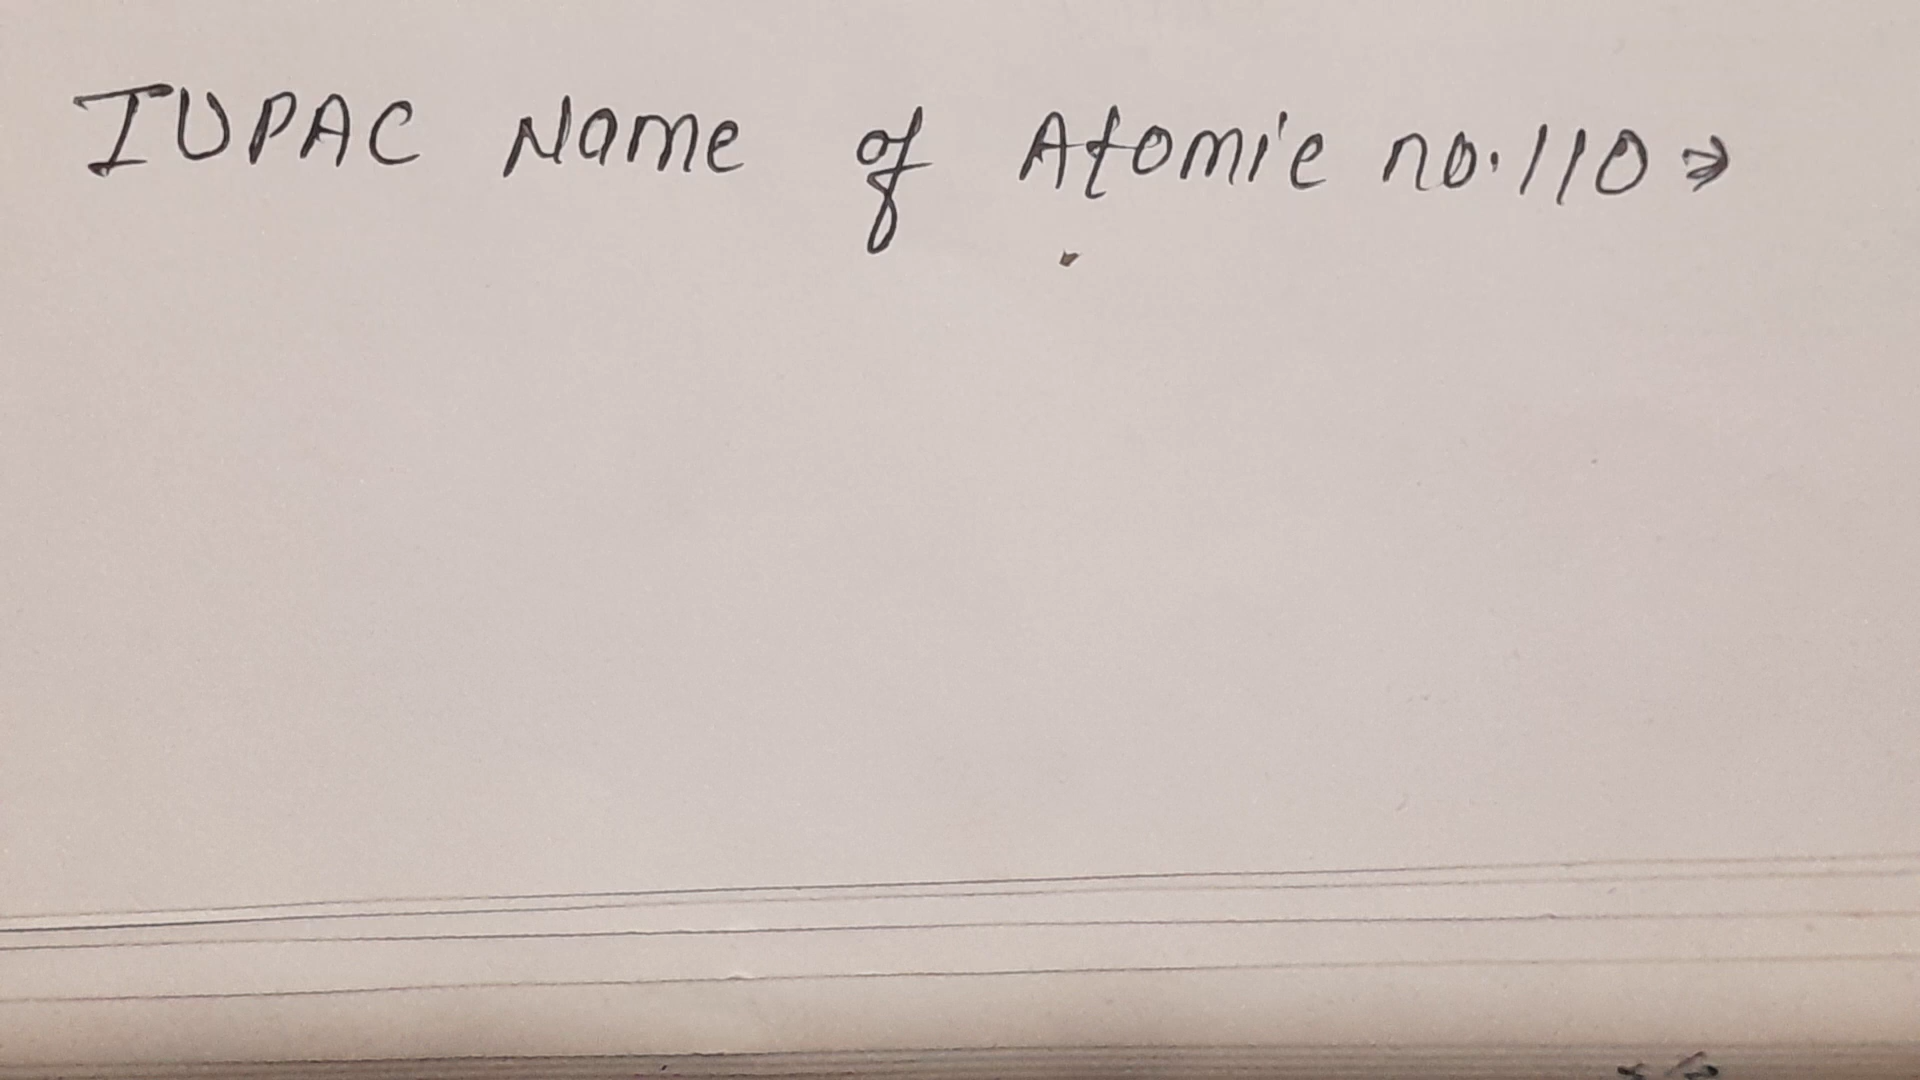 IUPAC Name of Atomic no. 110 ⇒